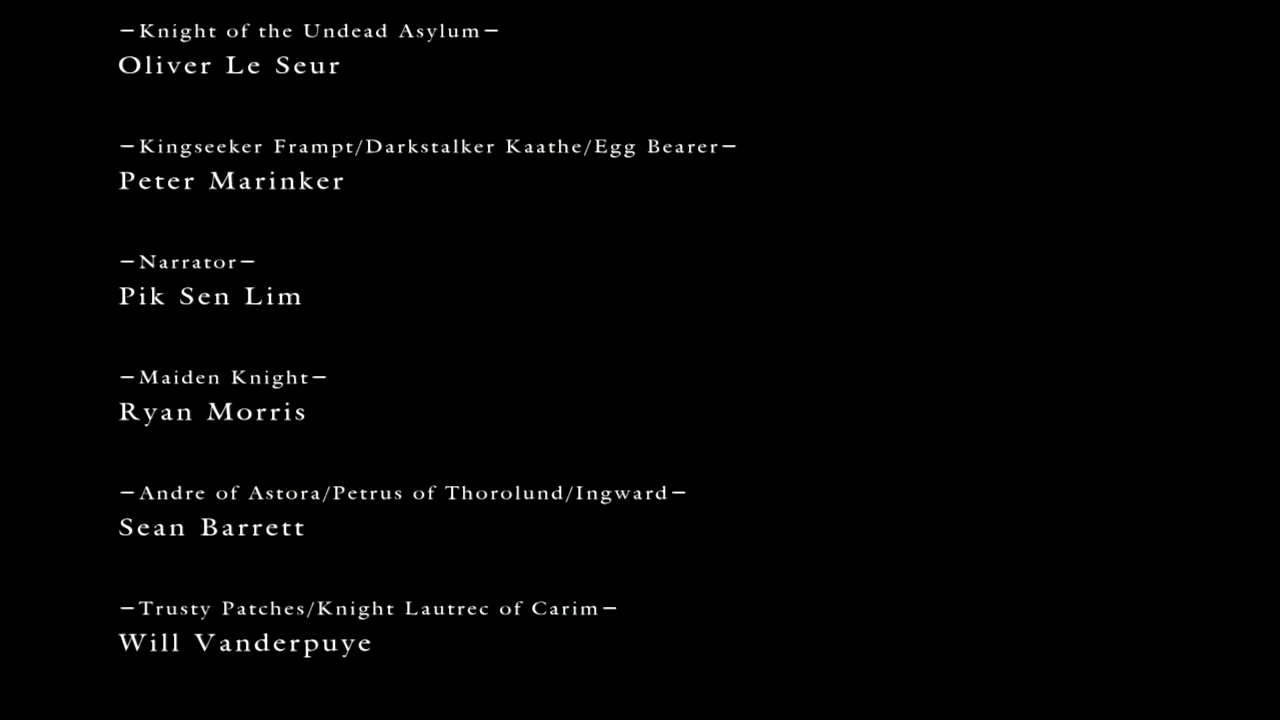 –Knight of the Undead Asylum–
Oliver Le Seur
–Kingseeker Frampt/Darkstalker Kaathe/Egg Bearer–
Peter Marinker
–Narrator–
Pik Sen Lim
–Maiden Knight–
Ryan Morris
–Andre of Astora/Petrus of Thorolund/Ingward–
Sean Barrett
–Trusty Patches/Knight Lautrec of Carim–
Will Vanderpuye